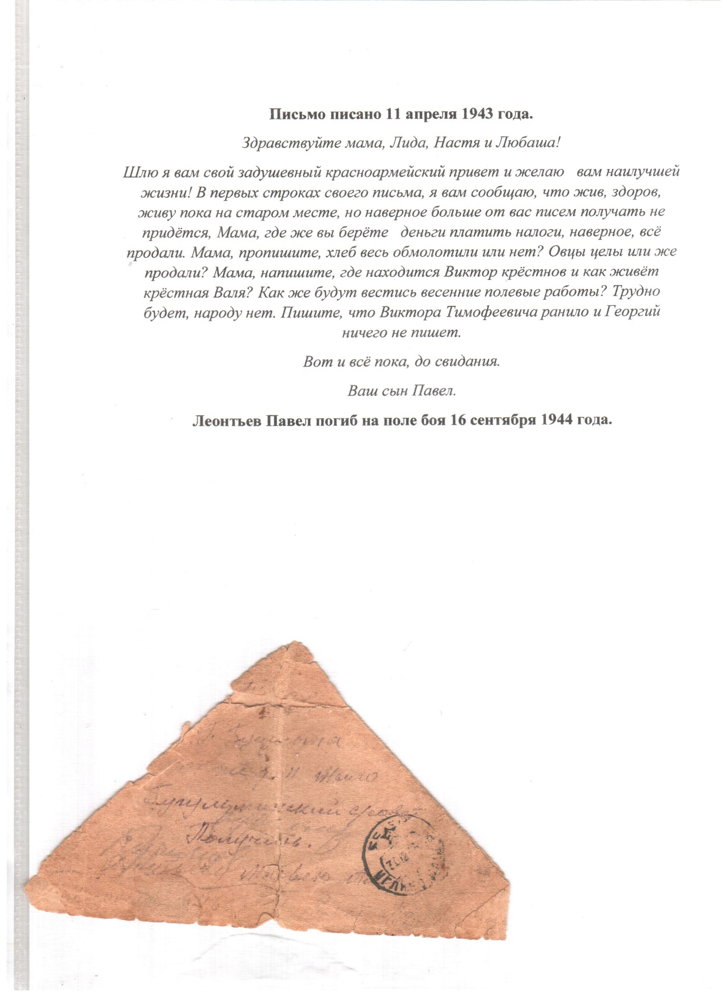 Письмо писано 11 апреля 1943 года.
Здравствуйте мама, Лида, Настя и Любаша!
Шлю я вам свой задушевный красноармейский привет и желаю вам наилучшей
жизни! В первых строках своего письма, я вам сообщаю, что жив, здоров,
живу пока на старом месте, но наверное больше от вас писем получать не
придётся, Мама, где же вы берёте деньги платить налоги, наверное, всё
продали. Мама, пропишите, хлеб весь обмолотили или нет? Овцы целы или же
продали? Мама, напишите, где находится Виктор крёстнов и как живёт
крёстная Валя? Как же будут вестись весенние полевые работы? Трудно
будет, народу нет. Пишите, что Виктора Тимофеевича ранило и Георгий
ничего не пишет.
Вот и всё пока, до свидания.
Ваш сын Павел.
Леонтьев Павел погиб на поле боя 16 сентября 1944 года.
Получить.